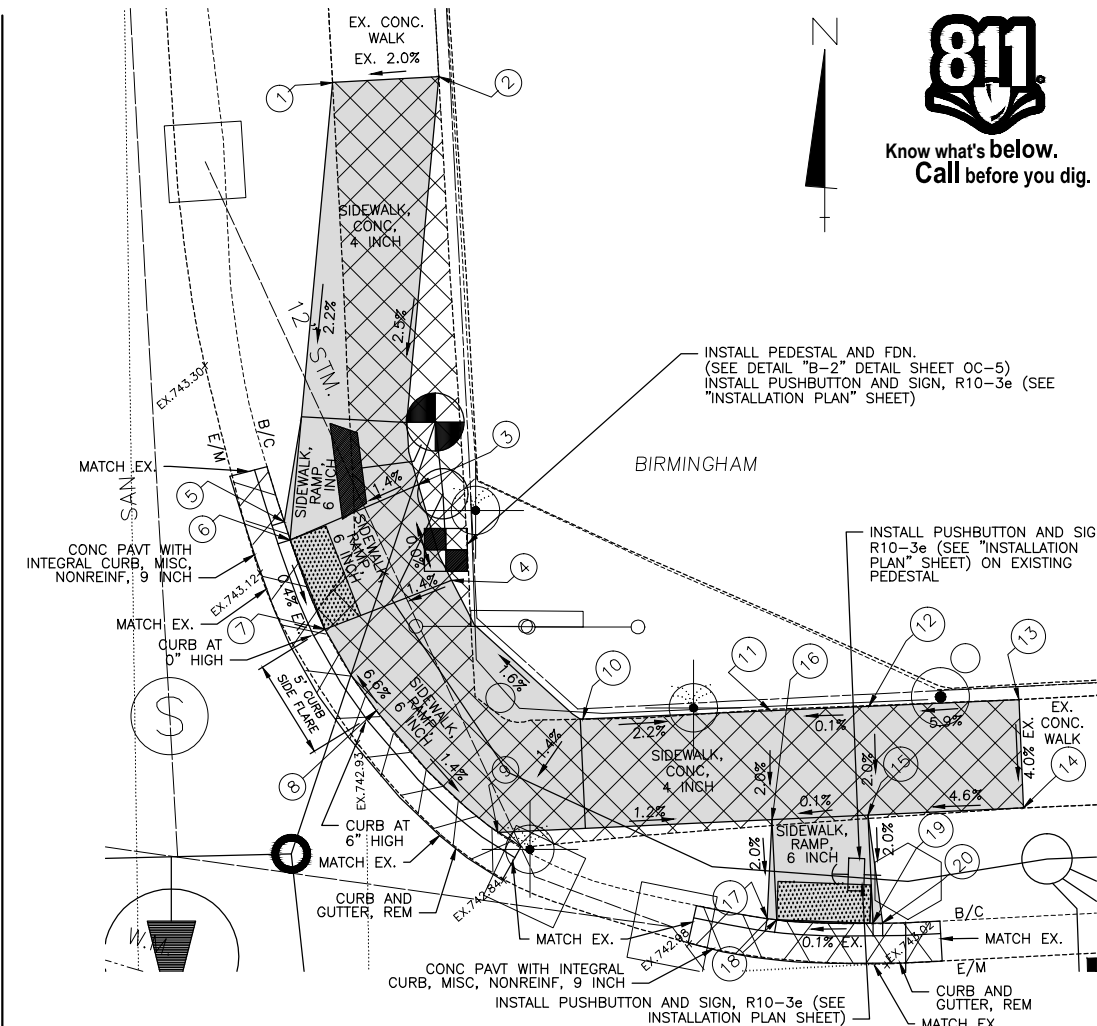 EX. CONC.
WALK
EX. 2.0%
1
2
N
811
Know what's below.
Call before you dig.
SIDEWALK,
CONC,
4 INCH
2.2%
2.5%
12" STM.
EX.743.30
B/C
E/M
INSTALL PEDESTAL AND FDN.
(SEE DETAIL "B-2" DETAIL SHEET OC-5)
INSTALL PUSHBUTTON AND SIGN, R10-3e (SEE
"INSTALLATION PLAN" SHEET)
3
BIRMINGHAM
MATCH EX.
SAN
5
6
SIDEWALK,
RAMP,
6 INCH
1.4%
SIDEWALK
RAMP,
6 INCH
INSTALL PUSHBUTTON AND SIG
R10-3e (SEE "INSTALLATION
PLAN" SHEET) ON EXISTING
PEDESTAL
CONC PAVT WITH
INTEGRAL CURB, MISC,
NONREINF, 9 INCH
0.4% EX.
EX.743.12
1.4%
4
MATCH EX.
7
CURB AT
0" HIGH
5' CURB
SIDE FLARE
6.6%
SIDEWALK,
RAMP,
6 INCH
1.4%
1.6%
10
11
16
12
13
2.2%
0.1%
5.9%
EX.
CONC.
WALK
4.0% EX.
1.4%
SIDEWALK,
CONC,
4 INCH
2.0%
2.0%
15
14
S
8
9
EX.742.93
1.2%
0.1%
4.6%
CURB AT
6" HIGH
MATCH EX.
SIDEWALK,
RAMP,
6 INCH
2.0%
2.0%
19
20
CURB AND
GUTTER, REM
EX.742.84
17
B/C
W.M.
MATCH EX.
EX.742.98
18
0.1% EX.
EX.743.02
MATCH EX.
E/M
CONC PAVT WITH INTEGRAL
CURB, MISC, NONREINF, 9 INCH
CURB AND
GUTTER, REM
INSTALL PUSHBUTTON AND SIGN, R10-3e (SEE
INSTALLATION PLAN SHEET)
MATCH EX.